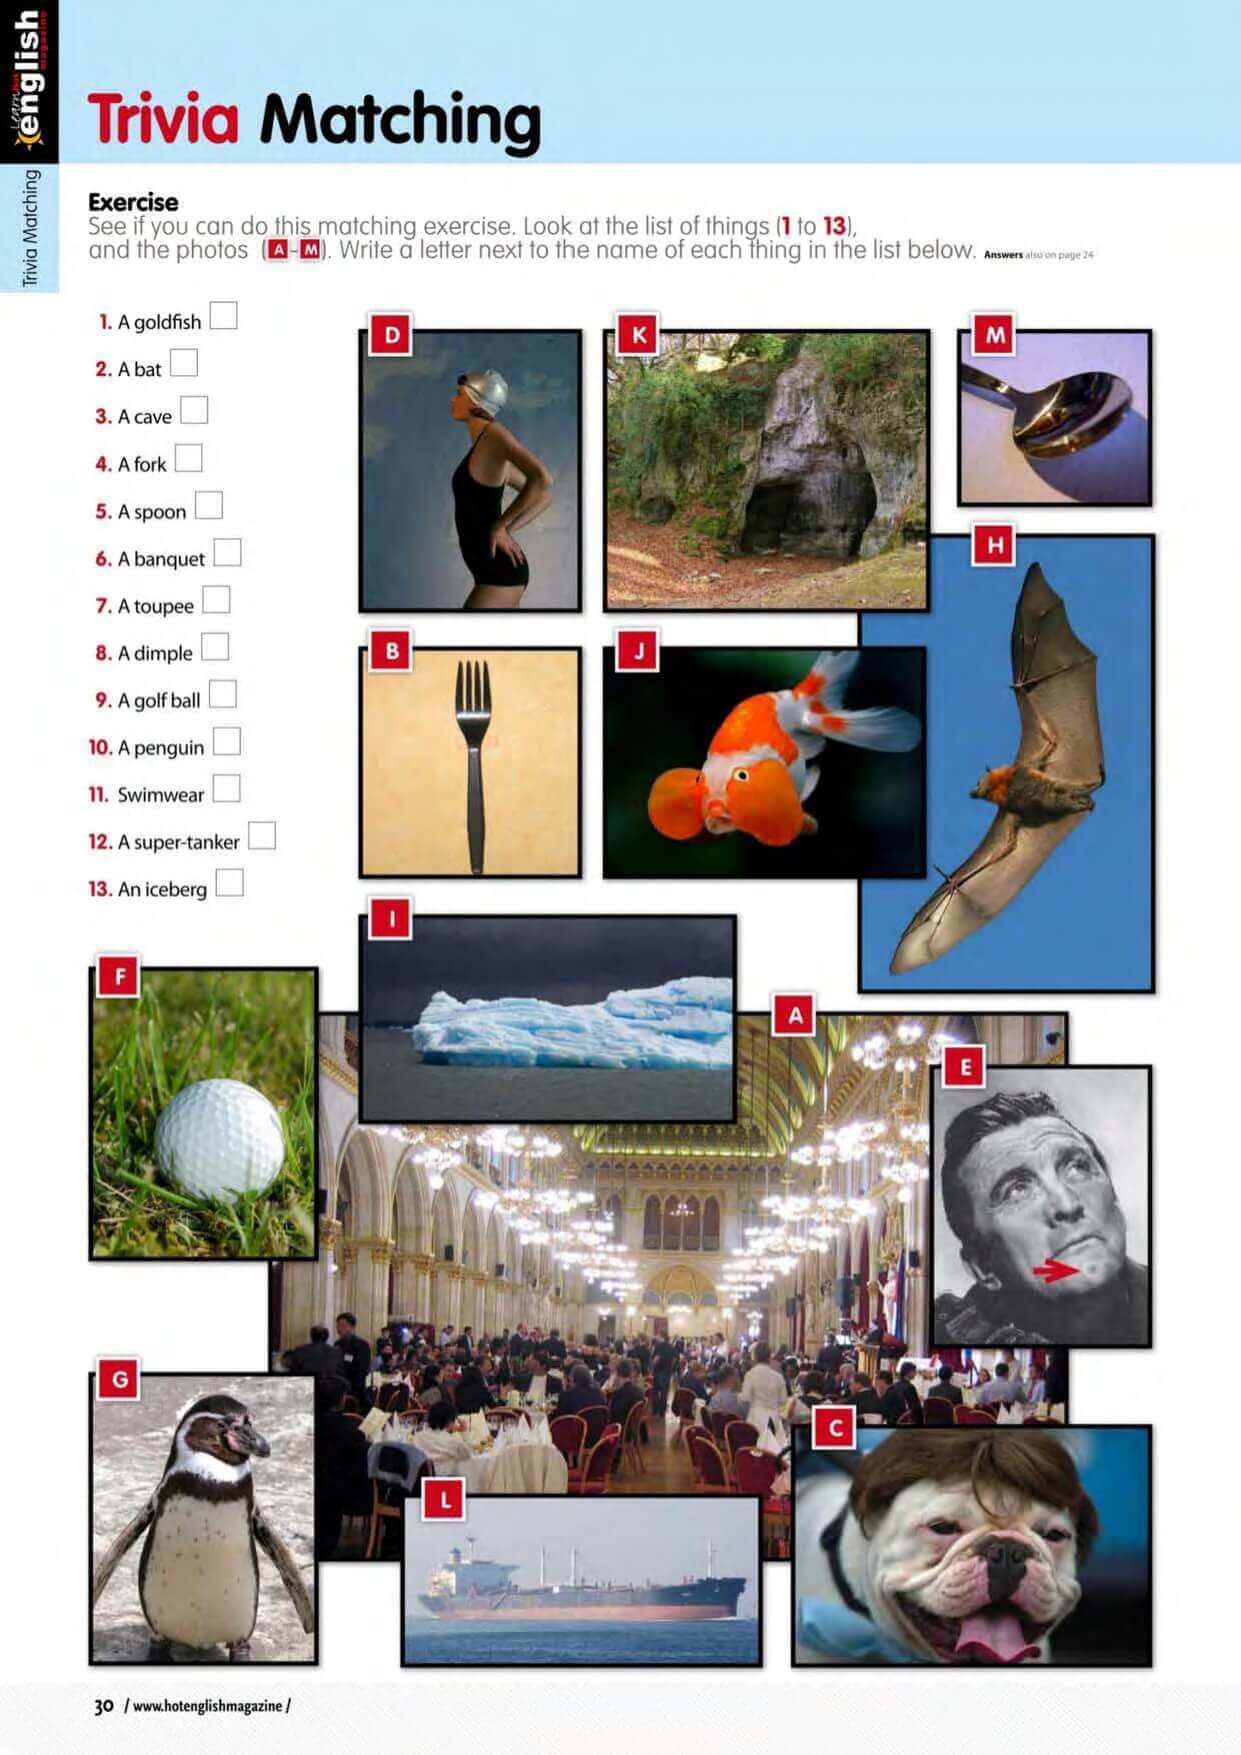 Learn hot
english
magazine
Trivia Matching
Trivia Matching
Exercise
See if you can do this matching exercise. Look at the list of things (1 to 13),
and the photos (A-M). Write a letter next to the name of each thing in the list below. Answers also on page 24
1. A goldfish
2. A bat
3. A cave
4. A fork
5. A spoon
6. A banquet
7. A toupee
8. A dimple
9. A golf ball
10. A penguin
11. Swimwear
12. A super-tanker
13. An iceberg
D
K
M
H
B
J
I
F
A
E
G
C
L
30 / www.hotenglishmagazine /